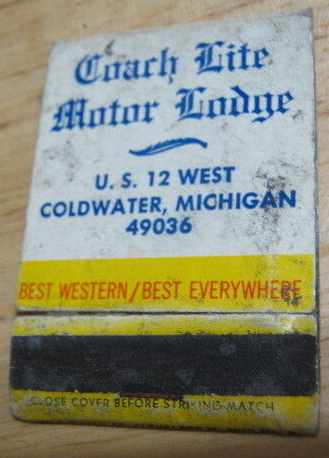 Coach Lite
Motor Lodge
U. S. 12 WEST
COLDWATER, MICHIGAN
49036
BEST WESTERN/BEST EVERYWHERE
CLOSE COVER BEFORE STRIKING MATCH